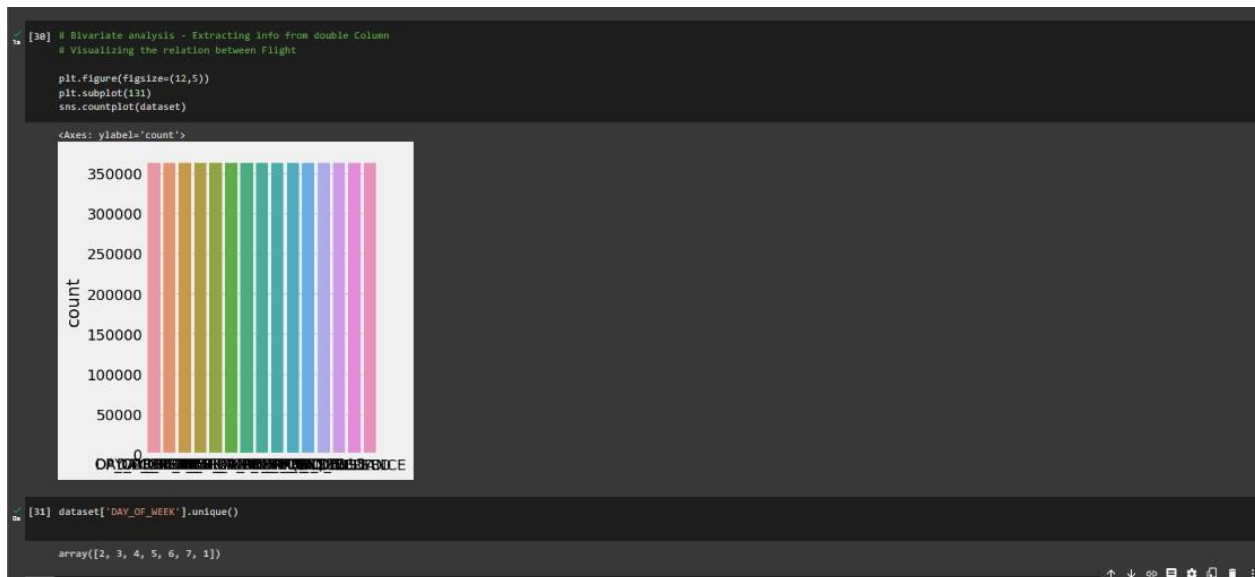 [30] # Bivariate analysis - Extracting info from double Column
# Visualizing the relation between Flight
plt.figure(figsize=(12,5))
plt.subplot(131)
sns.countplot(dataset)
<Axes: ylabel='count'>
350000
300000
250000
200000
150000
100000
50000
0
count
[31] dataset['DAY_OF_WEEK'].unique()
array([2, 3, 4, 5, 6, 7, 1])